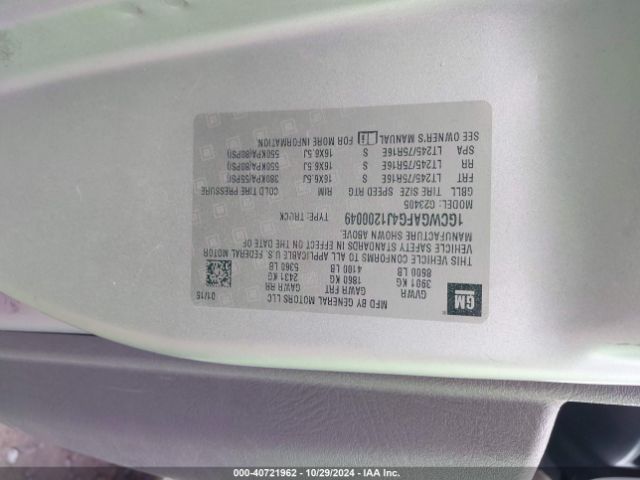 GM
MFD BY GENERAL MOTORS LLC
01/15
GVWR GAWR FRT GAWR RR
3901 KG 1860 KG 2431 KG
8600 LB 4100 LB 5360 LB
THIS VEHICLE CONFORMS TO ALL APPLICABLE U.S. FEDERAL MOTOR
VEHICLE SAFETY STANDARDS IN EFFECT ON THE DATE OF
MANUFACTURE SHOWN ABOVE.
1GCWGAFG4J1200049 TYPE: TRUCK
MODEL: G23405
GBLL TIRE SIZE SPEED RTG RIM COLD TIRE PRESSURE
FRT LT245/75R16E S 16X6.5J 380KPA(55PSI)
RR LT245/75R16E S 16X6.5J 550KPA(80PSI)
SPA LT245/75R16E S 16X6.5J 550KPA(80PSI)
SEE OWNER'S MANUAL FOR MORE INFORMATION
000-40721962 - 10/29/2024 - IAA Inc.